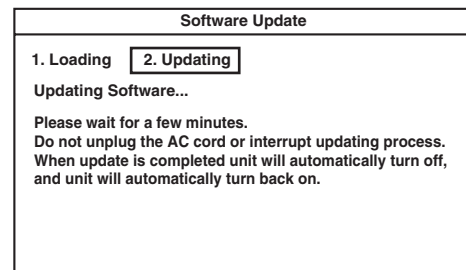 Software Update
1. Loading 2. Updating
Updating Software...
Please wait for a few minutes.
Do not unplug the AC cord or interrupt updating process.
When update is completed unit will automatically turn off,
and unit will automatically turn back on.